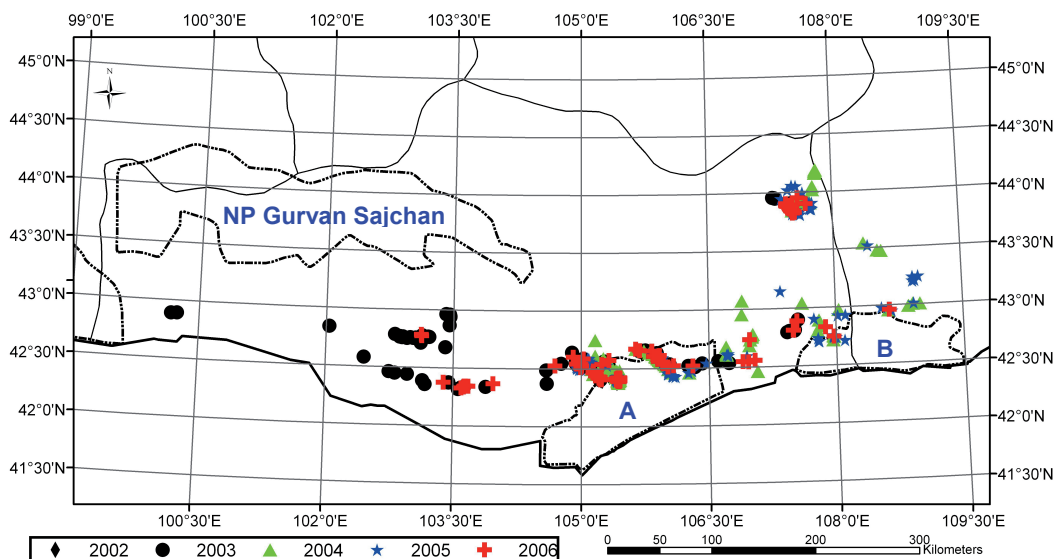 99°0'E 100°30'E 102°0'E 103°30'E 105°0'E 106°30'E 108°0'E 109°30'E
45°0'N 45°0'N
44°30'N 44°30'N
44°0'N 44°0'N
43°30'N 43°30'N
43°0'N 43°0'N
42°30'N 42°30'N
42°0'N 42°0'N
41°30'N 41°30'N
N
NP Gurvan Sajchan
B
A
100°30'E 102°0'E 103°30'E 105°0'E 106°30'E 108°0'E 109°30'E
2002 2003 2004 2005 2006
0 50 100 200 300
Kilometers